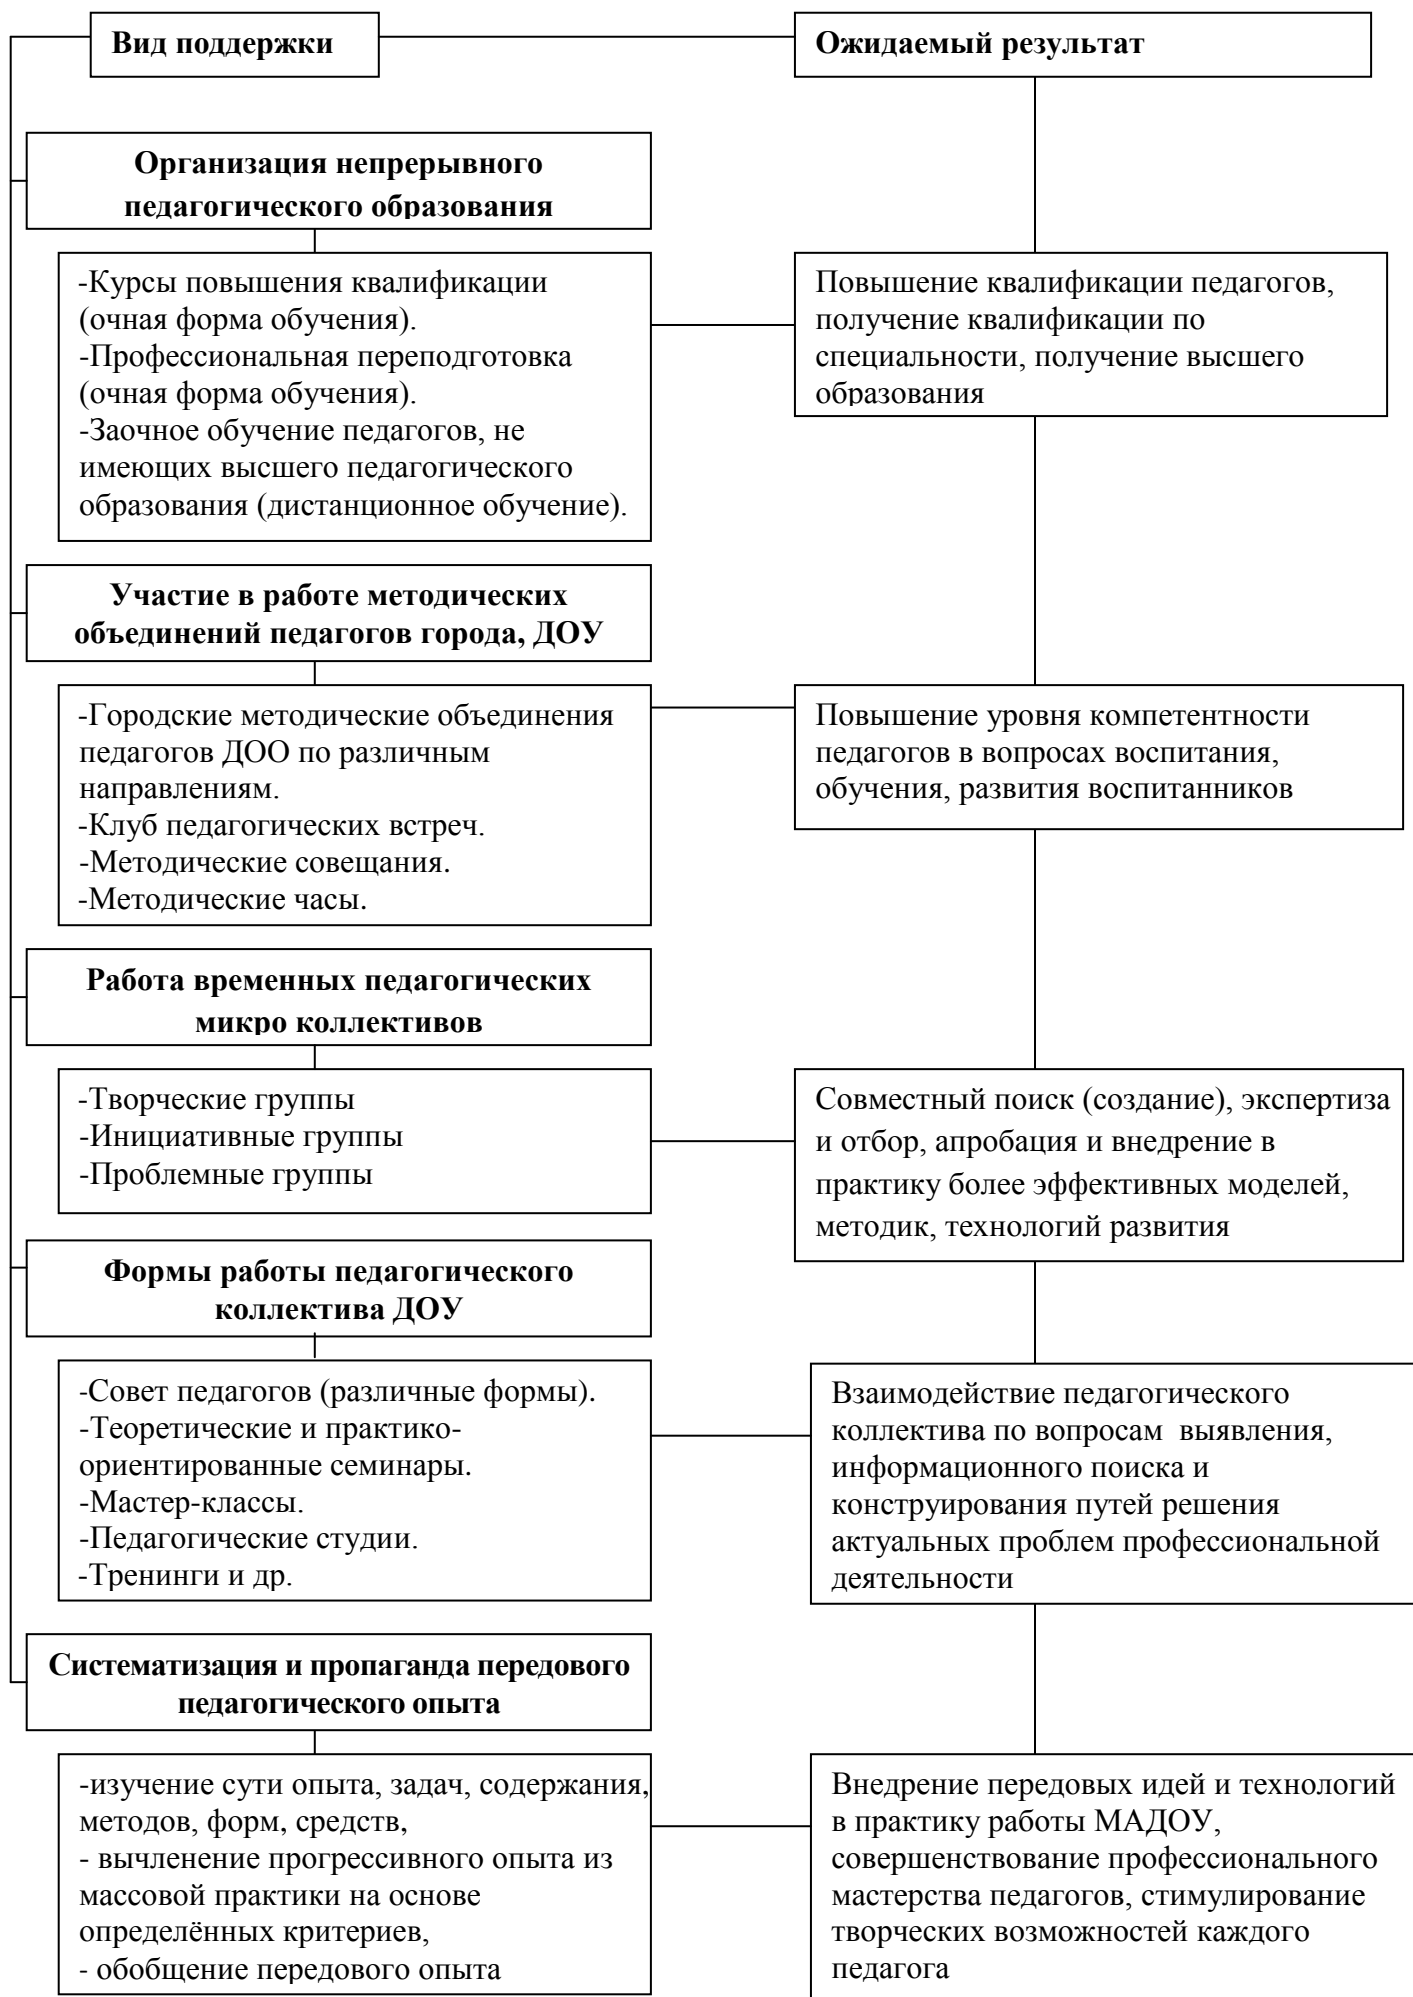 Вид поддержки
Ожидаемый результат
Организация непрерывного
педагогического образования
-Курсы повышения квалификации
(очная форма обучения).
-Профессиональная переподготовка
(очная форма обучения).
-Заочное обучение педагогов, не
имеющих высшего педагогического
образования (дистанционное обучение).
Повышение квалификации педагогов,
получение квалификации по
специальности, получение высшего
образования
Участие в работе методических
объединений педагогов города, ДОУ
-Городские методические объединения
педагогов ДОО по различным
направлениям.
-Клуб педагогических встреч.
-Методические совещания.
-Методические часы.
Повышение уровня компетентности
педагогов в вопросах воспитания,
обучения, развития воспитанников
Работа временных педагогических
микро коллективов
-Творческие группы
-Инициативные группы
-Проблемные группы
Совместный поиск (создание), экспертиза
и отбор, апробация и внедрение в
практику более эффективных моделей,
методик, технологий развития
Формы работы педагогического
коллектива ДОУ
-Совет педагогов (различные формы).
-Теоретические и практико-
ориентированные семинары.
-Мастер-классы.
-Педагогические студии.
-Тренинги и др.
Взаимодействие педагогического
коллектива по вопросам  выявления,
информационного поиска и
конструирования путей решения
актуальных проблем профессиональной
деятельности
Систематизация и пропаганда передового
педагогического опыта
-изучение сути опыта, задач, содержания,
методов, форм, средств,
- вычленение прогрессивного опыта из
массовой практики на основе
определённых критериев,
- обобщение передового опыта
Внедрение передовых идей и технологий
в практику работы МАДОУ,
совершенствование профессионального
мастерства педагогов, стимулирование
творческих возможностей каждого
педагога